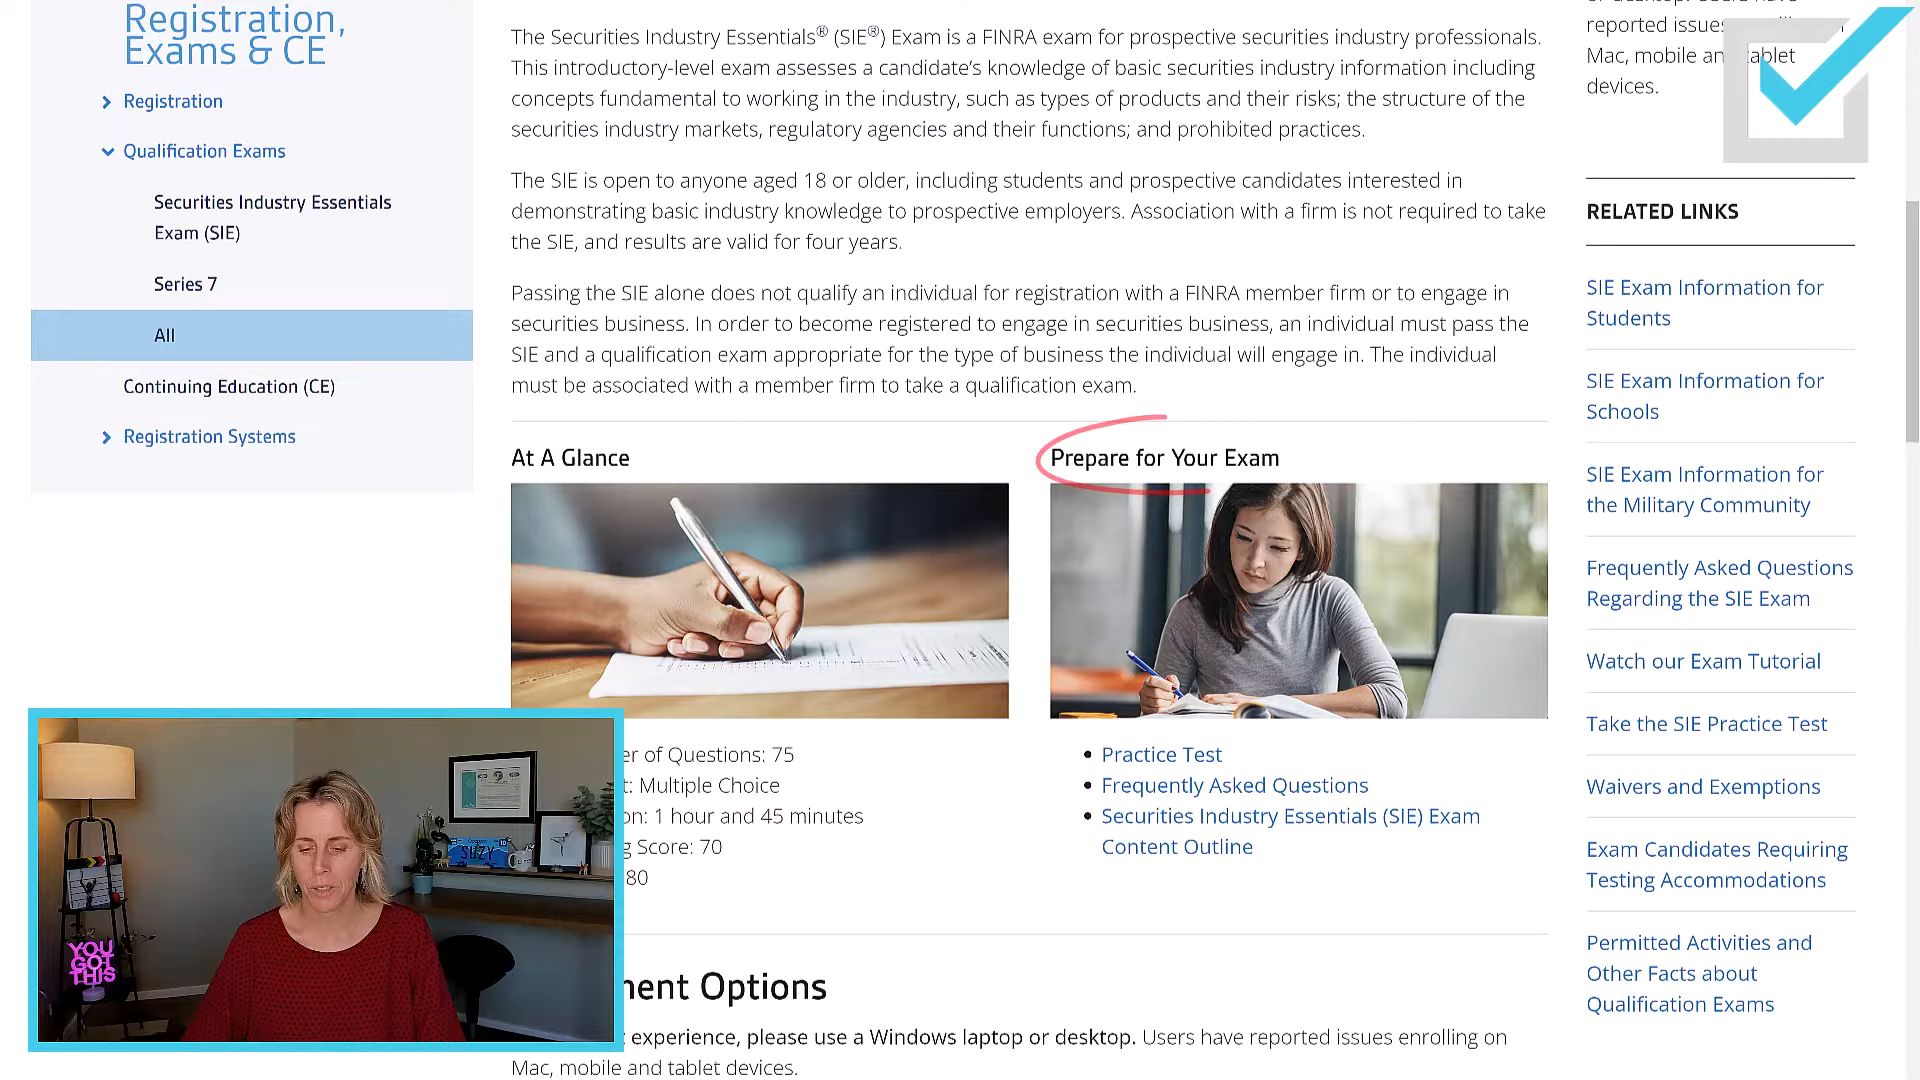 Registration,
Exams & CE
Registration
Qualification Exams
Securities Industry Essentials
Exam (SIE)
Series 7
All
Continuing Education (CE)
Registration Systems
The Securities Industry Essentials® (SIE®) Exam is a FINRA exam for prospective securities industry professionals.
This introductory-level exam assesses a candidate's knowledge of basic securities industry information including
concepts fundamental to working in the industry, such as types of products and their risks; the structure of the
securities industry markets, regulatory agencies and their functions; and prohibited practices.
The SIE is open to anyone aged 18 or older, including students and prospective candidates interested in
demonstrating basic industry knowledge to prospective employers. Association with a firm is not required to take
the SIE, and results are valid for four years.
Passing the SIE alone does not qualify an individual for registration with a FINRA member firm or to engage in
securities business. In order to become registered to engage in securities business, an individual must pass the
SIE and a qualification exam appropriate for the type of business the individual will engage in. The individual
must be associated with a member firm to take a qualification exam.
At A Glance
of Questions: 75
Multiple Choice
1 hour and 45 minutes
Score: 70
80
Prepare for Your Exam
Practice Test
Frequently Asked Questions
Securities Industry Essentials (SIE) Exam
Content Outline
Options
experience, please use a Windows laptop or desktop. Users have reported issues enrolling on
Mac, mobile and tablet devices.
reported issues
Mac, mobile and tablet
devices.
RELATED LINKS
SIE Exam Information for
Students
SIE Exam Information for
Schools
SIE Exam Information for
the Military Community
Frequently Asked Questions
Regarding the SIE Exam
Watch our Exam Tutorial
Take the SIE Practice Test
Waivers and Exemptions
Exam Candidates Requiring
Testing Accommodations
Permitted Activities and
Other Facts about
Qualification Exams
YOU
GOT
THIS
SUZY